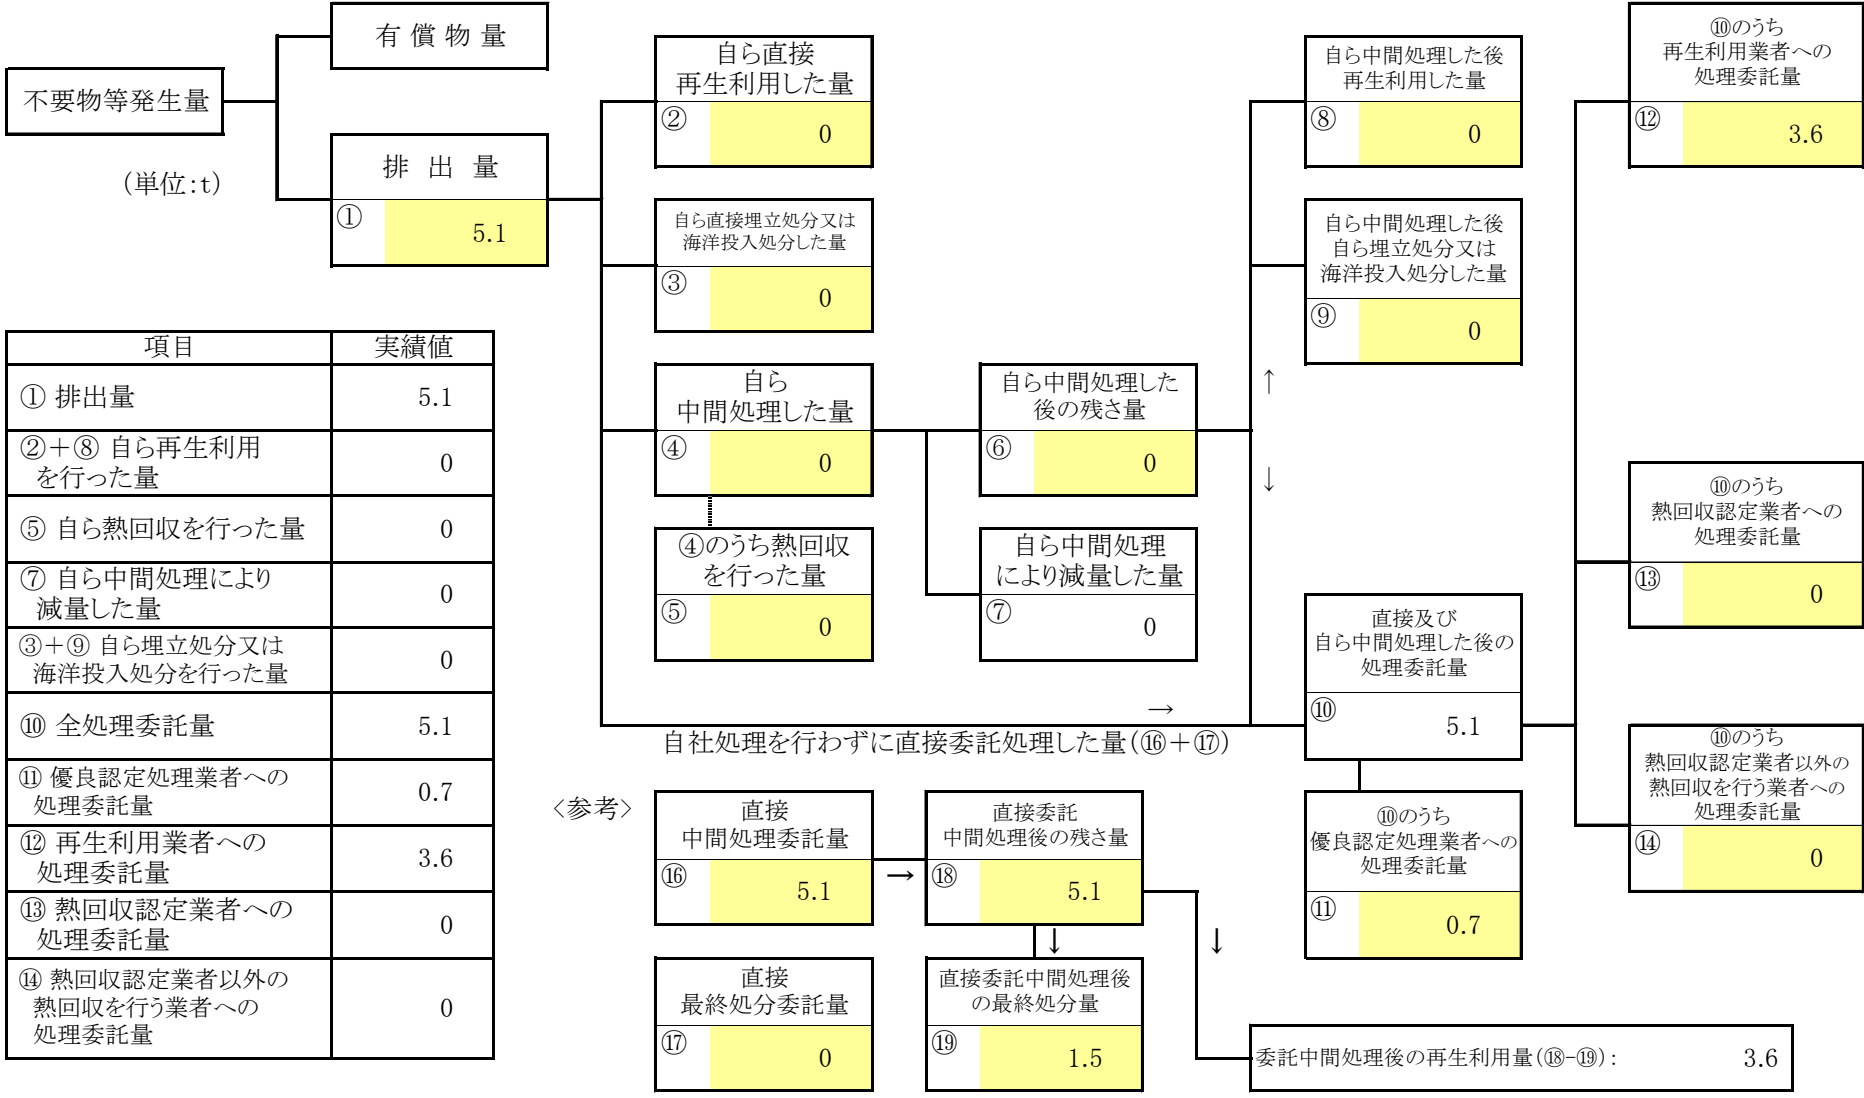 有 償 物 量
不要物等発生量
(単位:t)
排 出 量
① 5.1
自ら直接
再生利用した量
② 0
自ら直接埋立処分又は
海洋投入処分した量
③ 0
自ら
中間処理した量
④ 0
④のうち熱回収
を行った量
⑤ 0
自ら中間処理した
後の残さ量
⑥ 0
自ら中間処理
により減量した量
⑦ 0
自ら中間処理した後
再生利用した量
⑧ 0
自ら中間処理した後
自ら埋立処分又は
海洋投入処分した量
⑨ 0
↑
↓
→
自社処理を行わずに直接委託処理した量(⑯+⑰)
直接及び
自ら中間処理した後の
処理委託量
⑩ 5.1
⑩のうち
優良認定処理業者への
処理委託量
⑪ 0.7
⑩のうち
再生利用業者への
処理委託量
⑫ 3.6
⑩のうち
熱回収認定業者への
処理委託量
⑬ 0
⑩のうち
熱回収認定業者以外の
熱回収を行う業者への
処理委託量
⑭ 0
項目 実績値
① 排出量 5.1
②+⑧ 自ら再生利用
を行った量 0
⑤ 自ら熱回収を行った量 0
⑦ 自ら中間処理により
減量した量 0
③+⑨ 自ら埋立処分又は
海洋投入処分を行った量 0
⑩ 全処理委託量 5.1
⑪ 優良認定処理業者への
処理委託量 0.7
⑫ 再生利用業者への
処理委託量 3.6
⑬ 熱回収認定業者への
処理委託量 0
⑭ 熱回収認定業者以外の
熱回収を行う業者への
処理委託量 0
<参考>
直接
中間処理委託量
⑯ 5.1
→
直接委託
中間処理後の残さ量
⑱ 5.1
↓
↓
直接
最終処分委託量
⑰ 0
直接委託中間処理後
の最終処分量
⑲ 1.5
委託中間処理後の再生利用量(⑱-⑲): 3.6